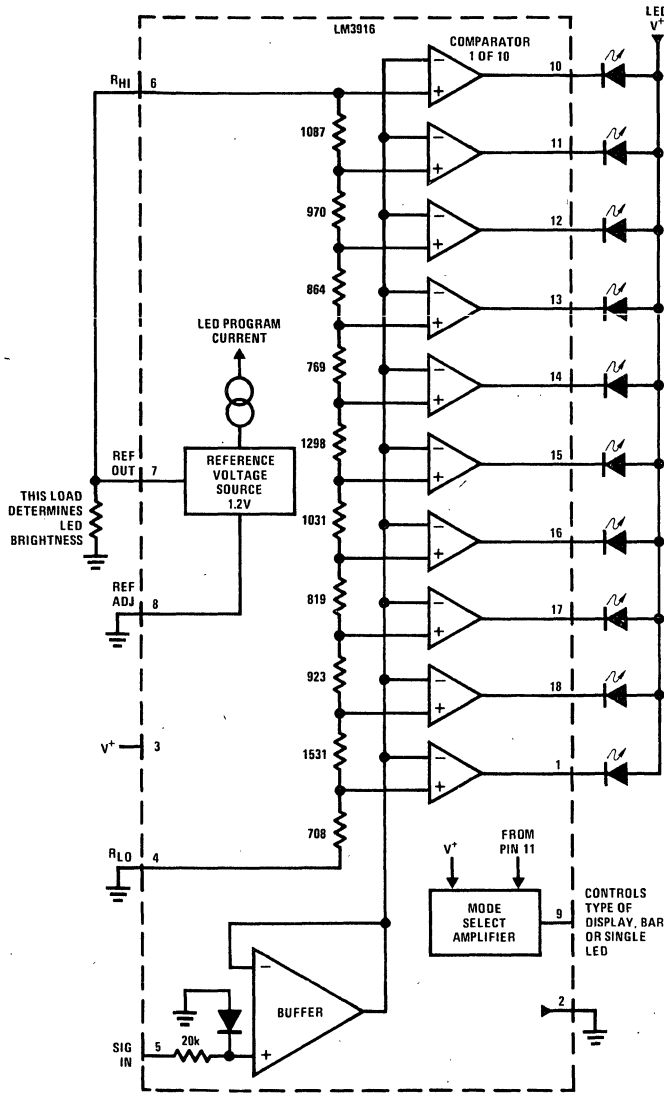 LED
V+
LM3916
COMPARATOR
1 OF 10
10
RHI 6
−
+
1087
11
−
+
970
12
−
+
864
13
−
+
LED PROGRAM
CURRENT
769
14
−
+
1298
15
−
+
REF
OUT 7
REFERENCE
VOLTAGE
SOURCE
1.2V
THIS LOAD
DETERMINES
LED
BRIGHTNESS
1031
16
−
+
REF
ADJ 8
819
17
−
+
923
18
−
+
V+ 3
1531
1
−
+
708
RLO 4
V+
FROM
PIN 11
MODE
SELECT
AMPLIFIER
9
CONTROLS
TYPE OF
DISPLAY, BAR
OR SINGLE
LED
−
BUFFER
+
2
SIG
IN
5
20k